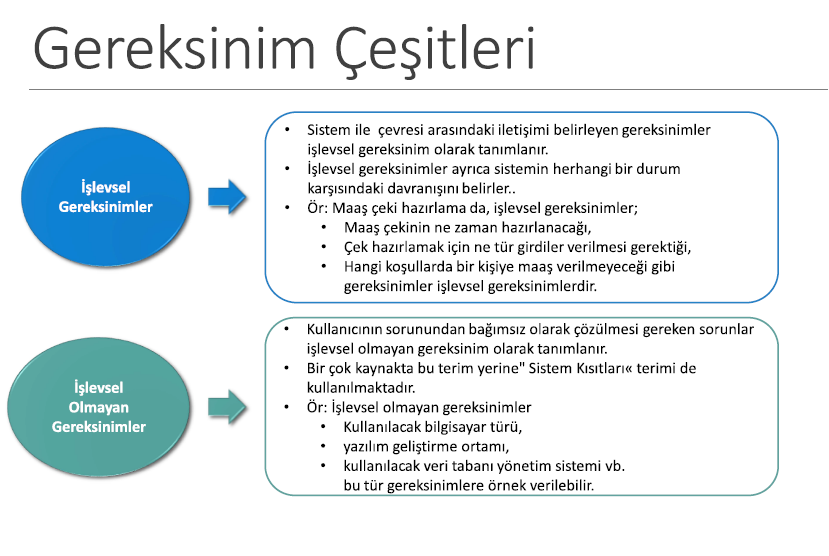 Gereksinim Çeşitleri
İşlevsel
Gereksinimler
• Sistem ile çevresi arasındaki iletişimi belirleyen gereksinimler
işlevsel gereksinim olarak tanımlanır.
• İşlevsel gereksinimler ayrıca sistemin herhangi bir durum
karşısındaki davranışını belirler..
• Ör: Maaş çeki hazırlama da, işlevsel gereksinimler;
• Maaş çekinin ne zaman hazırlanacağı,
• Çek hazırlamak için ne tür girdiler verilmesi gerektiği,
• Hangi koşullarda bir kişiye maaş verilmeyeceği gibi
gereksinimler işlevsel gereksinimlerdir.
İşlevsel
Olmayan
Gereksinimler
• Kullanıcının sorunundan bağımsız olarak çözülmesi gereken sorunlar
işlevsel olmayan gereksinim olarak tanımlanır.
• Bir çok kaynakta bu terim yerine" Sistem Kısıtları« terimi de
kullanılmaktadır.
• Ör: İşlevsel olmayan gereksinimler
• Kullanılacak bilgisayar türü,
• yazılım geliştirme ortamı,
• kullanılacak veri tabanı yönetim sistemi vb.
bu tür gereksinimlere örnek verilebilir.